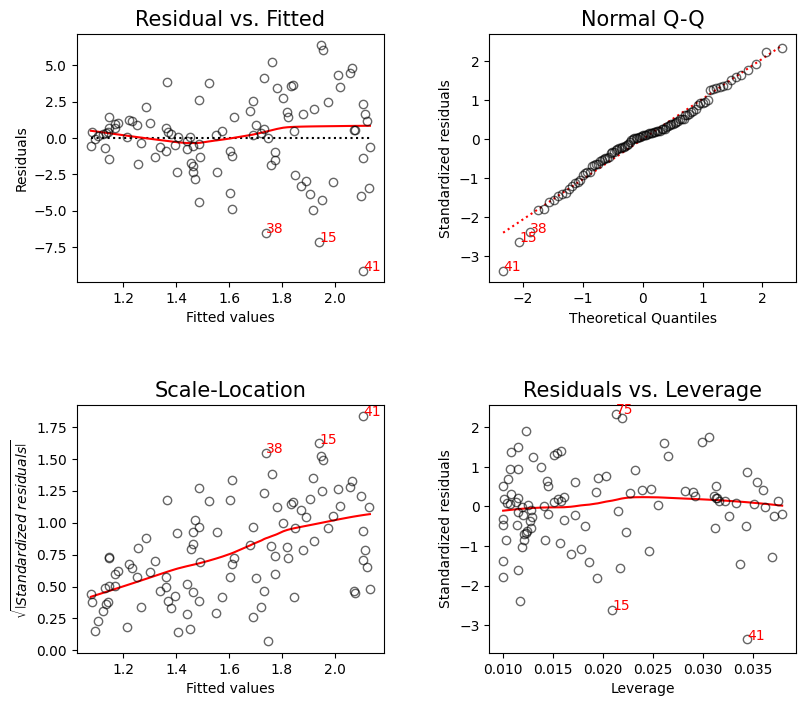 Residual vs. Fitted
Residuals
5.0
2.5
0.0
−2.5
−5.0
−7.5
38
15
41
1.2 1.4 1.6 1.8 2.0
Fitted values
Normal Q-Q
Standardized residuals
2
1
0
−1
−2
−3
38
15
41
−2 −1 0 1 2
Theoretical Quantiles
Scale-Location
√|Standardized residuals|
1.75
1.50
1.25
1.00
0.75
0.50
0.25
0.00
41
15
38
1.2 1.4 1.6 1.8 2.0
Fitted values
Residuals vs. Leverage
Standardized residuals
2
1
0
−1
−2
−3
75
15
41
0.010 0.015 0.020 0.025 0.030 0.035
Leverage